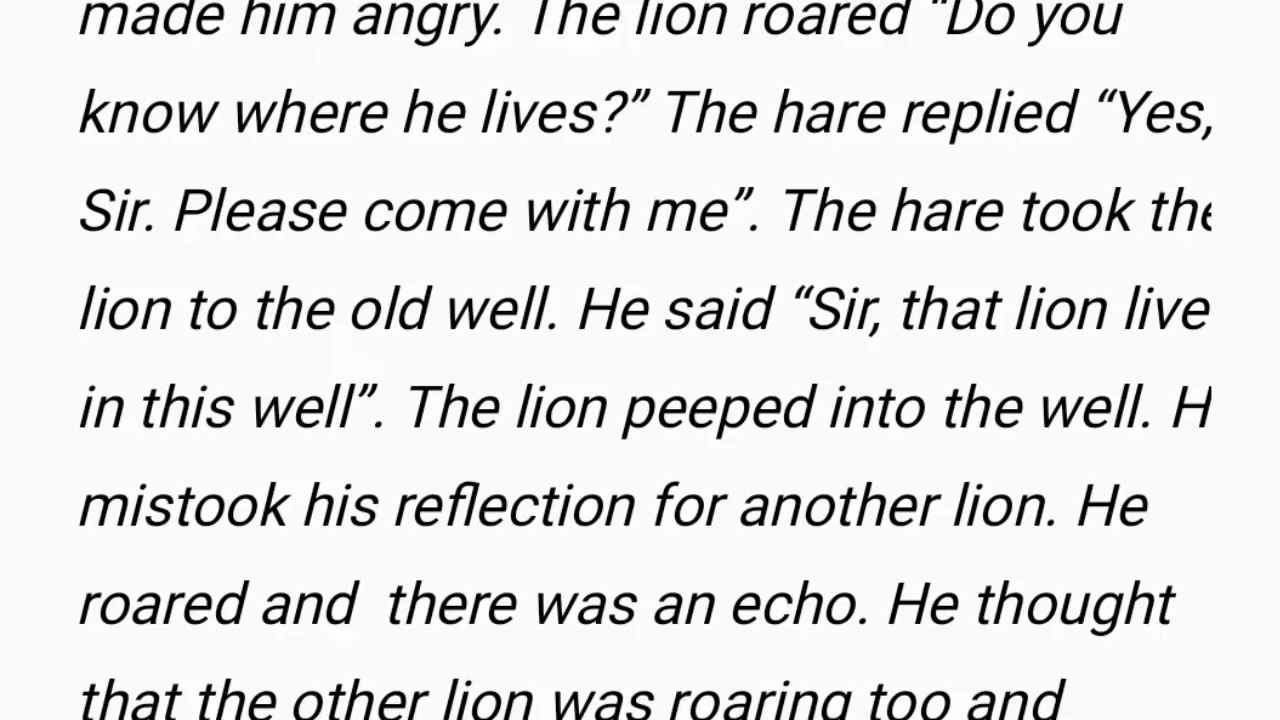 made him angry. The lion roared “Do you
know where he lives?” The hare replied “Yes,
Sir. Please come with me”. The hare took the
lion to the old well. He said “Sir, that lion live
in this well”. The lion peeped into the well. H
mistook his reflection for another lion. He
roared and  there was an echo. He thought
that the other lion was roaring too and